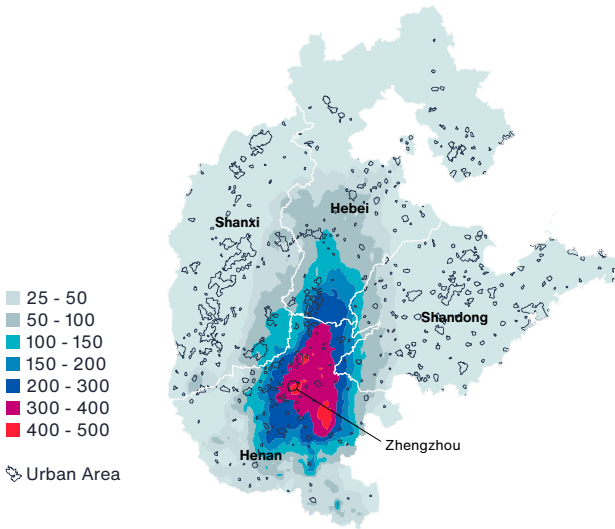 Hebei
Shanxi
Shandong
25 - 50
50 - 100
100 - 150
150 - 200
200 - 300
300 - 400
400 - 500
Zhengzhou
Henan
Urban Area